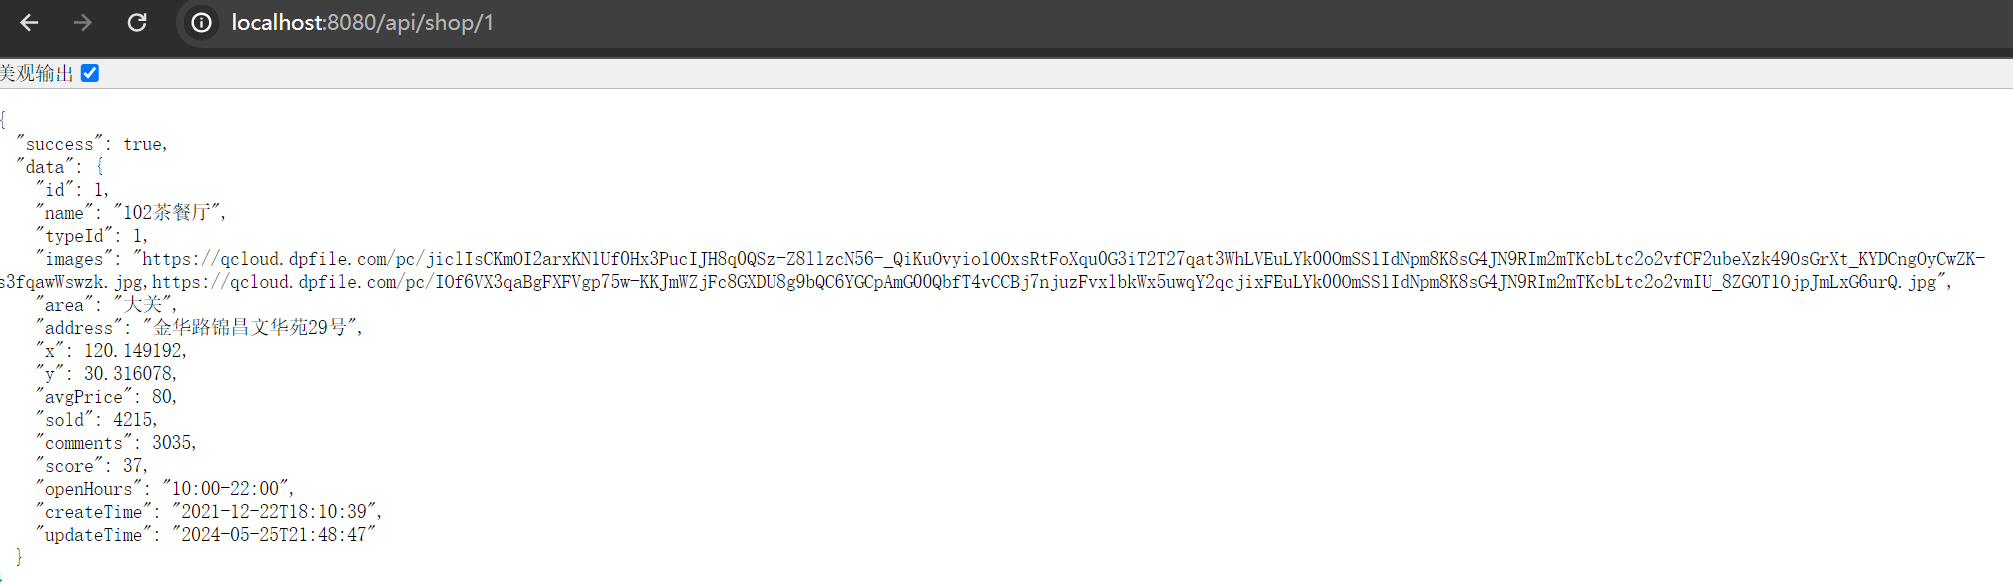 localhost:8080/api/shop/1
美观输出
{
"success": true,
"data": {
"id": 1,
"name": "102茶餐厅",
"typeId": 1,
"images": "https://qcloud.dpfile.com/pc/jiclIsCKmOI2arxKN1Uf0Hx3PucIJH8q0QSz-Z8llzcN56-_QiKuOvyio1OOxsRtFoXqu0G3iT2T27qat3WhLVEuLYk00OmSS1IdNpm8K8sG4JN9RIm2mTKcbLtc2o2vfCF2ubeXzk49OsGrXt_KYDCngOyCwZK-
s3fqawWswzk.jpg,https://qcloud.dpfile.com/pc/IOf6VX3qaBgFXFVgp75w-KKJmWZjFc8GXDU8g9bQC6YGCpAmG00QbfT4vCCBj7njuzFvxlbkWx5uwqY2qcjixFEuLYk00OmSS1IdNpm8K8sG4JN9RIm2mTKcbLtc2o2vmIU_8ZGOT1OjpJmLxG6urQ.jpg",
"area": "大关",
"address": "金华路锦昌文华苑29号",
"x": 120.149192,
"y": 30.316078,
"avgPrice": 80,
"sold": 4215,
"comments": 3035,
"score": 37,
"openHours": "10:00-22:00",
"createTime": "2021-12-22T18:10:39",
"updateTime": "2024-05-25T21:48:47"
}